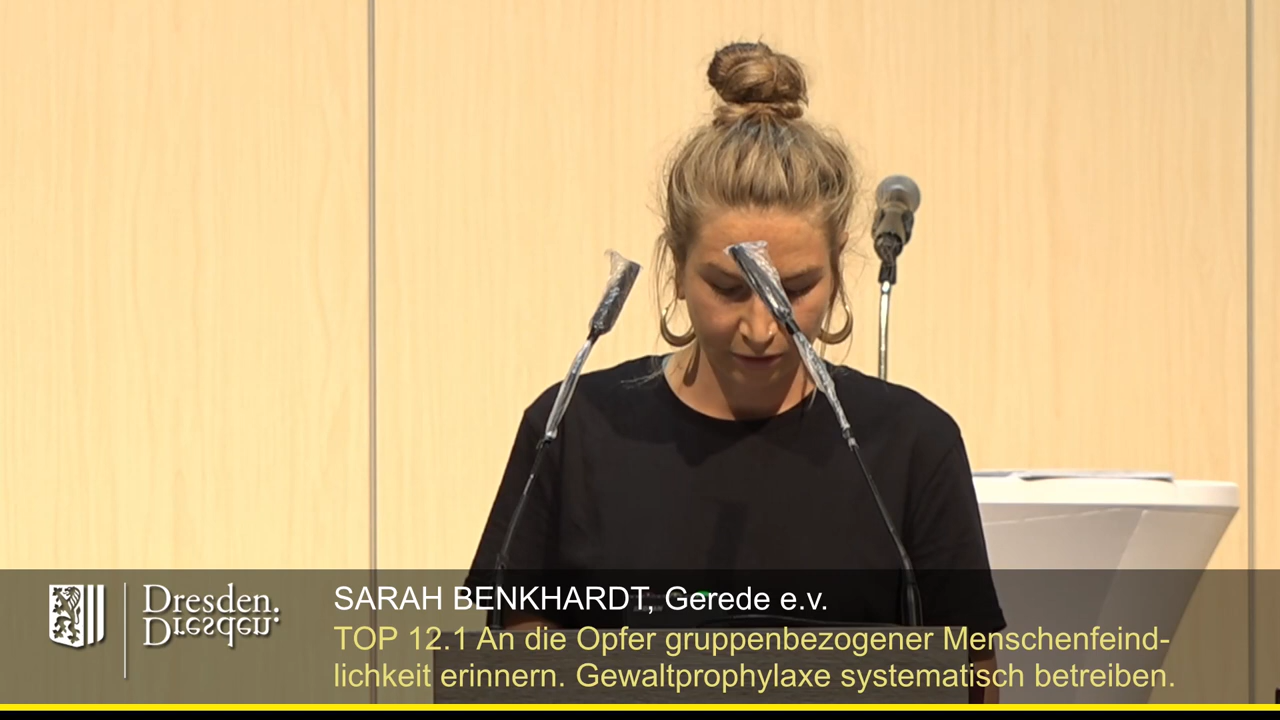 Dresden.
Dresden.
SARAH BENKHARDT, Gerede e.v.
TOP 12.1 An die Opfer gruppenbezogener Menschenfeind-
lichkeit erinnern. Gewaltprophylaxe systematisch betreiben.